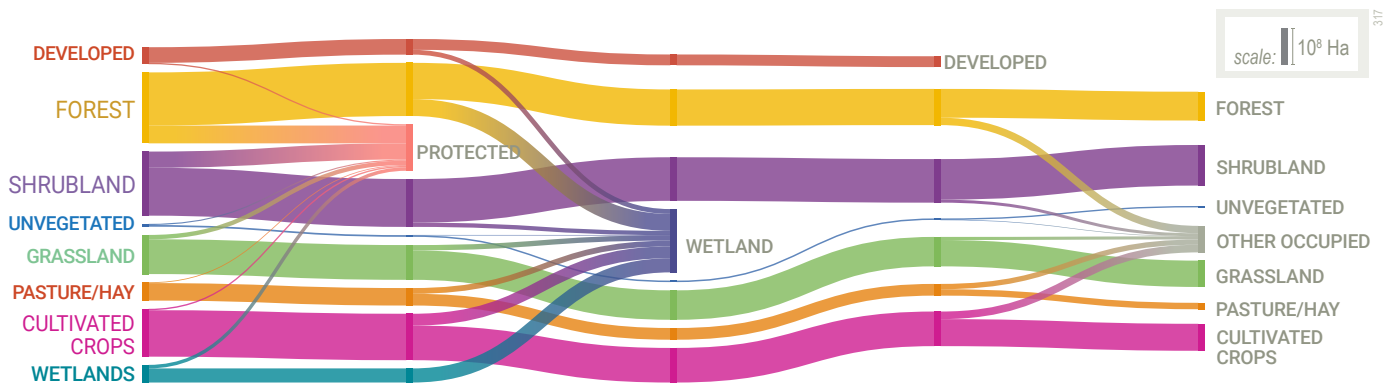 317
scale: 10⁸ Ha
DEVELOPED
DEVELOPED
FOREST
FOREST
PROTECTED
SHRUBLAND
SHRUBLAND
UNVEGETATED
UNVEGETATED
WETLAND
OTHER OCCUPIED
GRASSLAND
GRASSLAND
PASTURE/HAY
PASTURE/HAY
CULTIVATED
CROPS
CULTIVATED
CROPS
WETLANDS